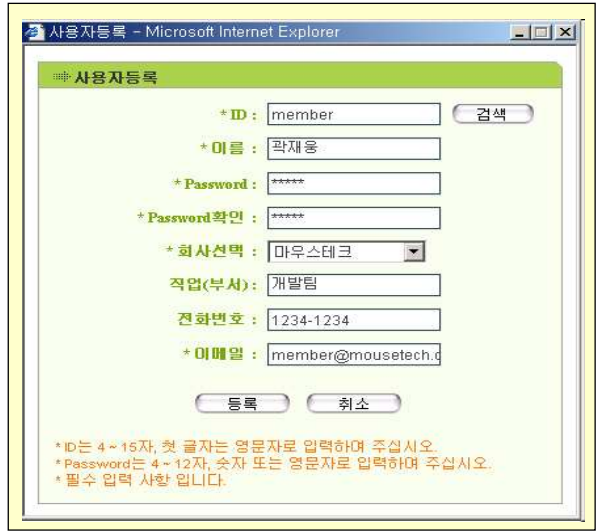 사용자등록 - Microsoft Internet Explorer
사용자등록
*ID : member 검색
*이름 : 곽재웅
*Password : *****
*Password확인 : *****
*회사선택 : 마우스테크
직업(부서): 개발팀
전화번호 : 1234-1234
*이메일 : member@mousetech.c
등록 취소
*ID는 4~15자, 첫 글자는 영문자로 입력하여 주십시오.
*Password는 4~12자, 숫자 또는 영문자로 입력하여 주십시오.
*필수 입력 사항 입니다.